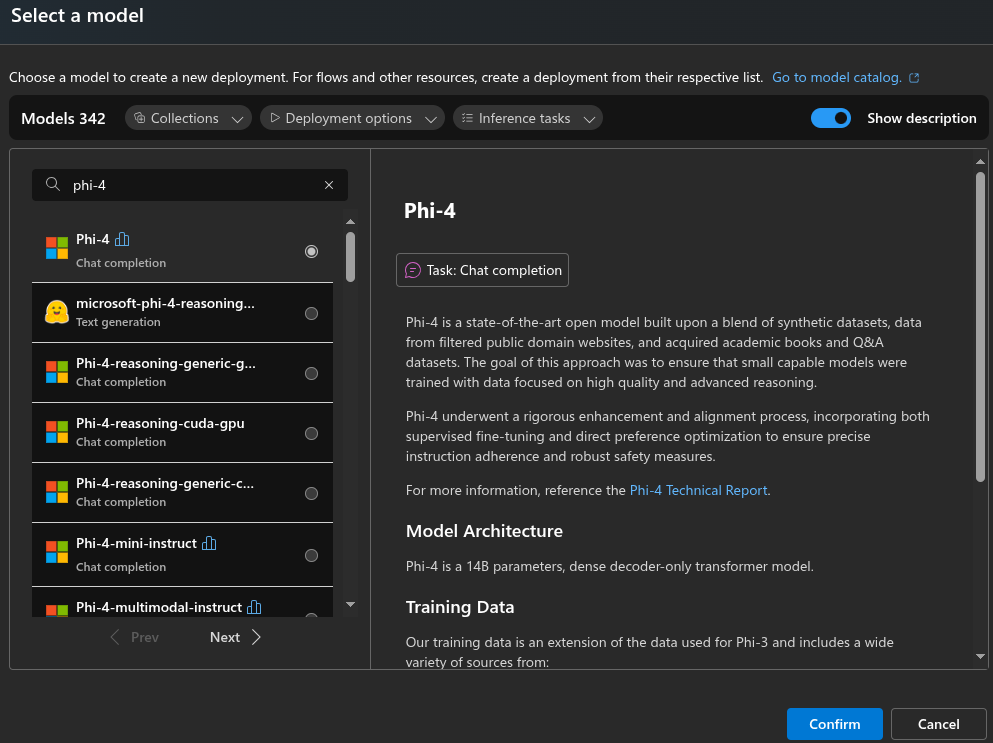 Select a model
Choose a model to create a new deployment. For flows and other resources, create a deployment from their respective list. Go to model catalog.
Models 342 Collections Deployment options Inference tasks Show description
phi-4
Phi-4
Chat completion
microsoft-phi-4-reasoning...
Text generation
Phi-4-reasoning-generic-g...
Chat completion
Phi-4-reasoning-cuda-gpu
Chat completion
Phi-4-reasoning-generic-c...
Chat completion
Phi-4-mini-instruct
Chat completion
Phi-4-multimodal-instruct
Prev Next
Phi-4
Task: Chat completion
Phi-4 is a state-of-the-art open model built upon a blend of synthetic datasets, data
from filtered public domain websites, and acquired academic books and Q&A
datasets. The goal of this approach was to ensure that small capable models were
trained with data focused on high quality and advanced reasoning.
Phi-4 underwent a rigorous enhancement and alignment process, incorporating both
supervised fine-tuning and direct preference optimization to ensure precise
instruction adherence and robust safety measures.
For more information, reference the Phi-4 Technical Report.
Model Architecture
Phi-4 is a 14B parameters, dense decoder-only transformer model.
Training Data
Our training data is an extension of the data used for Phi-3 and includes a wide
variety of sources from:
Confirm Cancel